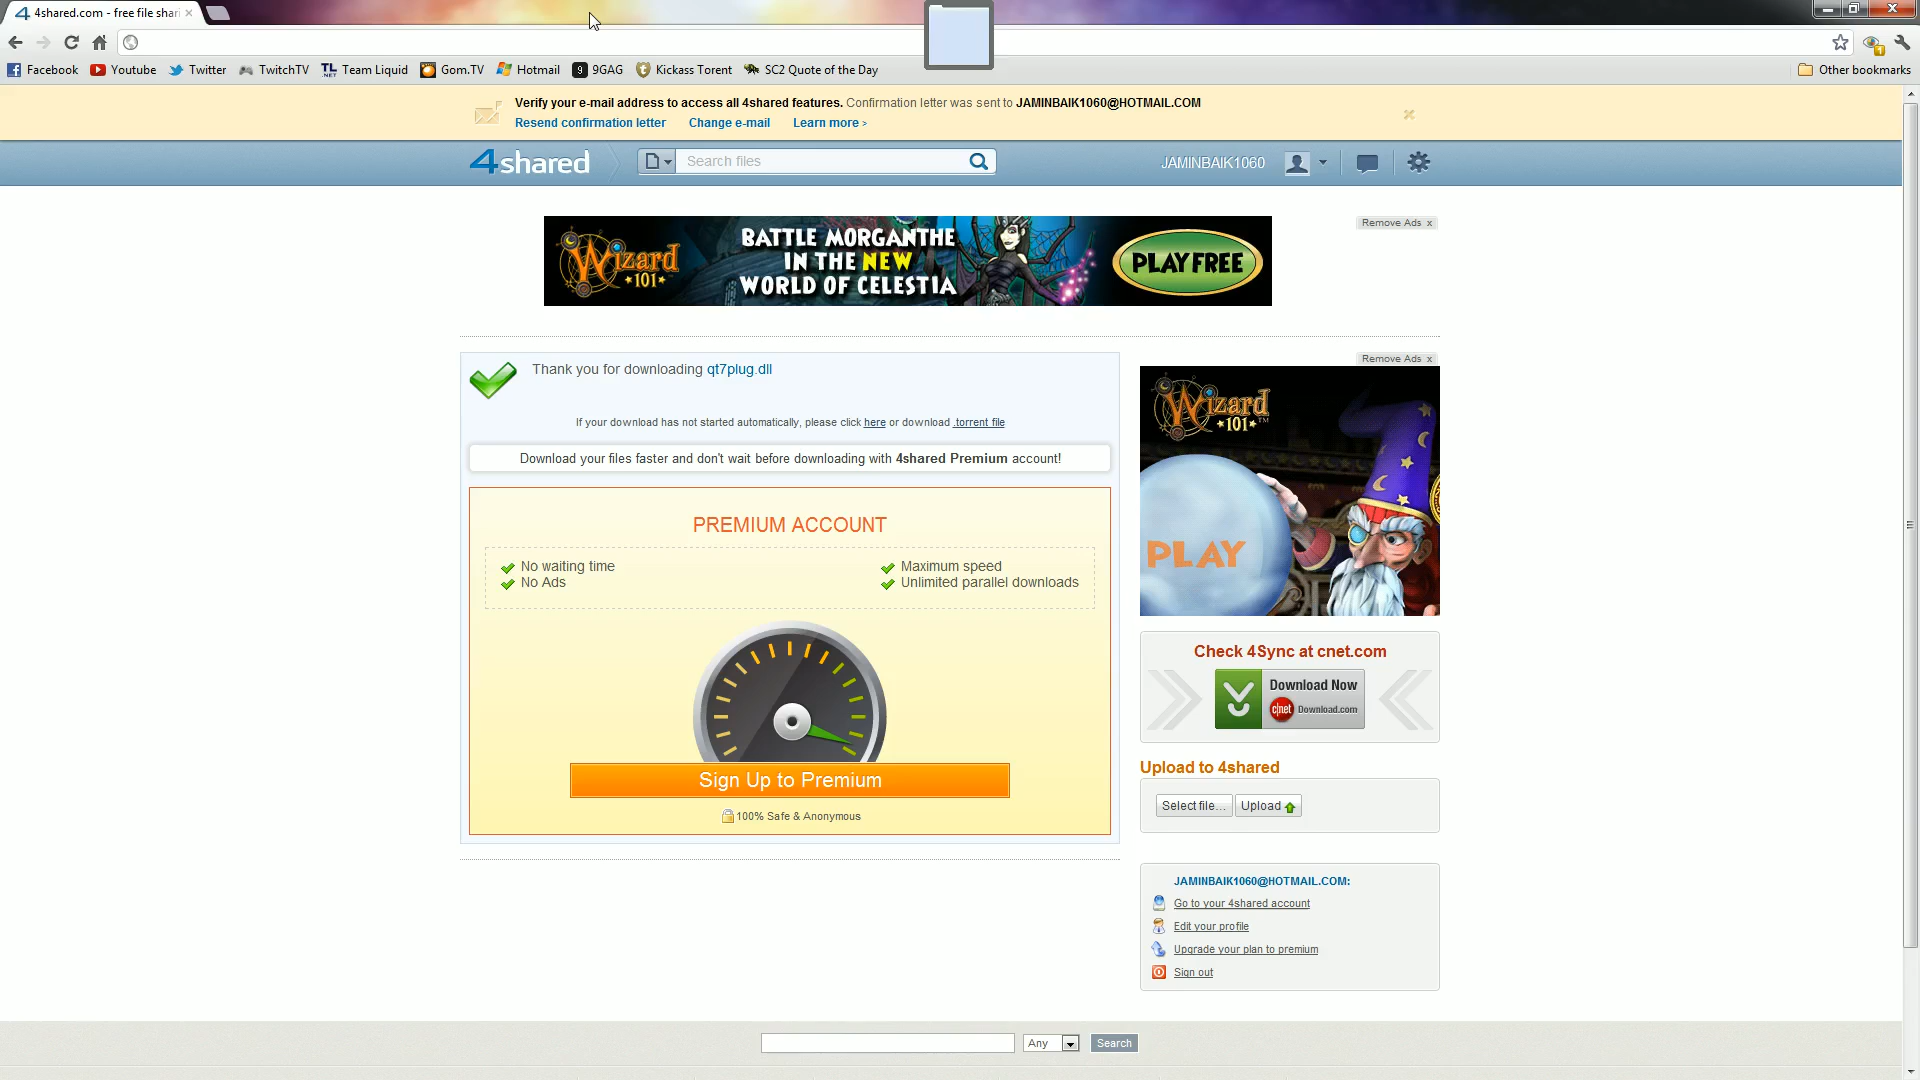 4shared.com - free file shari
Facebook
Youtube
Twitter
TwitchTV
TL .NET Team Liquid
Gom.TV
Hotmail
9 9GAG
Kickass Torrent
SC2 Quote of the Day
Other bookmarks
Verify your e-mail address to access all 4shared features. Confirmation letter was sent to JAMINBAIK1060@HOTMAIL.COM
Resend confirmation letter Change e-mail Learn more >
4shared
Search files
JAMINBAIK1060
Wizard 101
BATTLE MORGANTHE
IN THE NEW
WORLD OF CELESTIA
PLAY FREE
Remove Ads x
Thank you for downloading qt7plug.dll
If your download has not started automatically, please click here or download .torrent file
Download your files faster and don't wait before downloading with 4shared Premium account!
PREMIUM ACCOUNT
No waiting time
No Ads
Maximum speed
Unlimited parallel downloads
Sign Up to Premium
100% Safe & Anonymous
Remove Ads x
Wizard
101™
PLAY
Check 4Sync at cnet.com
Download Now
c|net Download.com
Upload to 4shared
Select file... Upload
JAMINBAIK1060@HOTMAIL.COM:
Go to your 4shared account
Edit your profile
Upgrade your plan to premium
Sign out
Any
Search